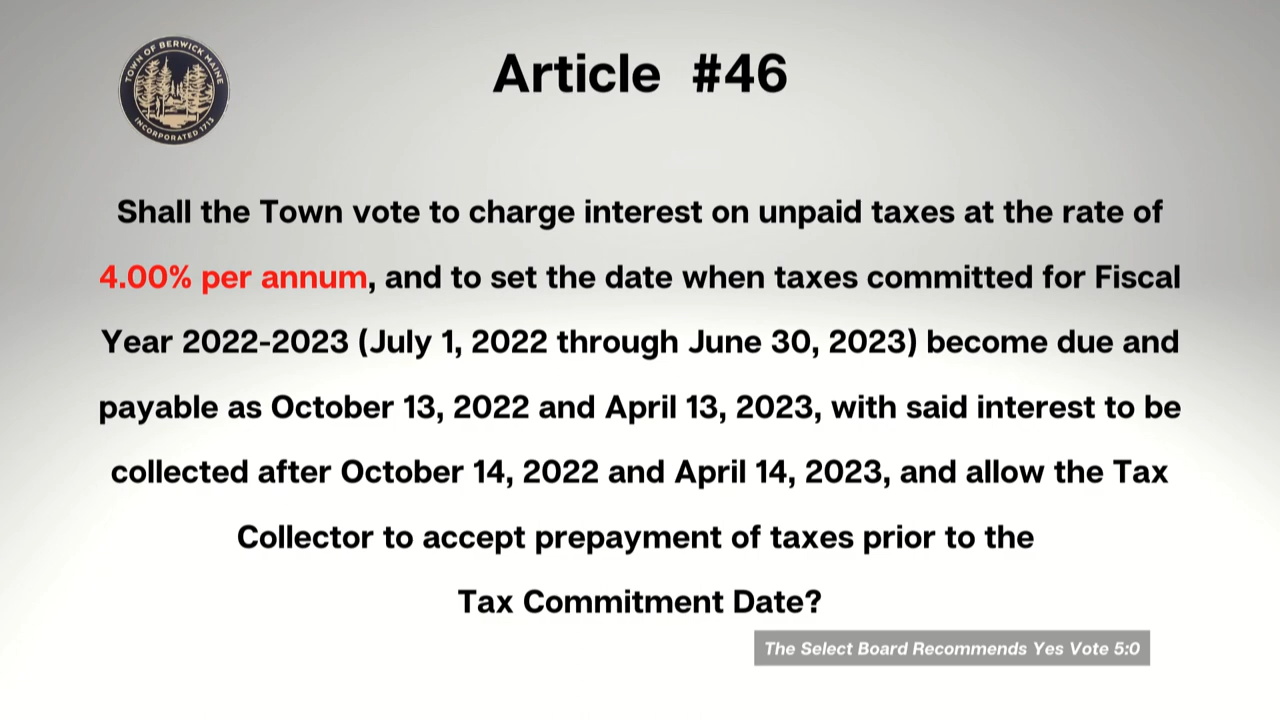 TOWN OF BERWICK MAINE
INCORPORATED 1713
Article #46
Shall the Town vote to charge interest on unpaid taxes at the rate of
4.00% per annum, and to set the date when taxes committed for Fiscal
Year 2022-2023 (July 1, 2022 through June 30, 2023) become due and
payable as October 13, 2022 and April 13, 2023, with said interest to be
collected after October 14, 2022 and April 14, 2023, and allow the Tax
Collector to accept prepayment of taxes prior to the
Tax Commitment Date?
The Select Board Recommends Yes Vote 5:0